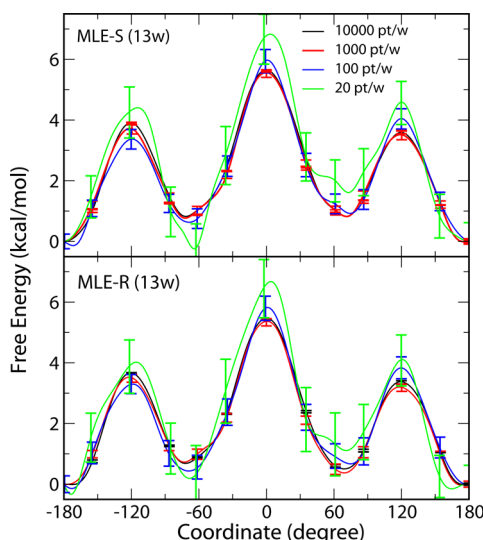 MLE-S (13w)
10000 pt/w
1000 pt/w
100 pt/w
20 pt/w
6
4
2
0
Free Energy (kcal/mol)
MLE-R (13w)
6
4
2
0
-180 -120 -60 0 60 120 180
Coordinate (degree)